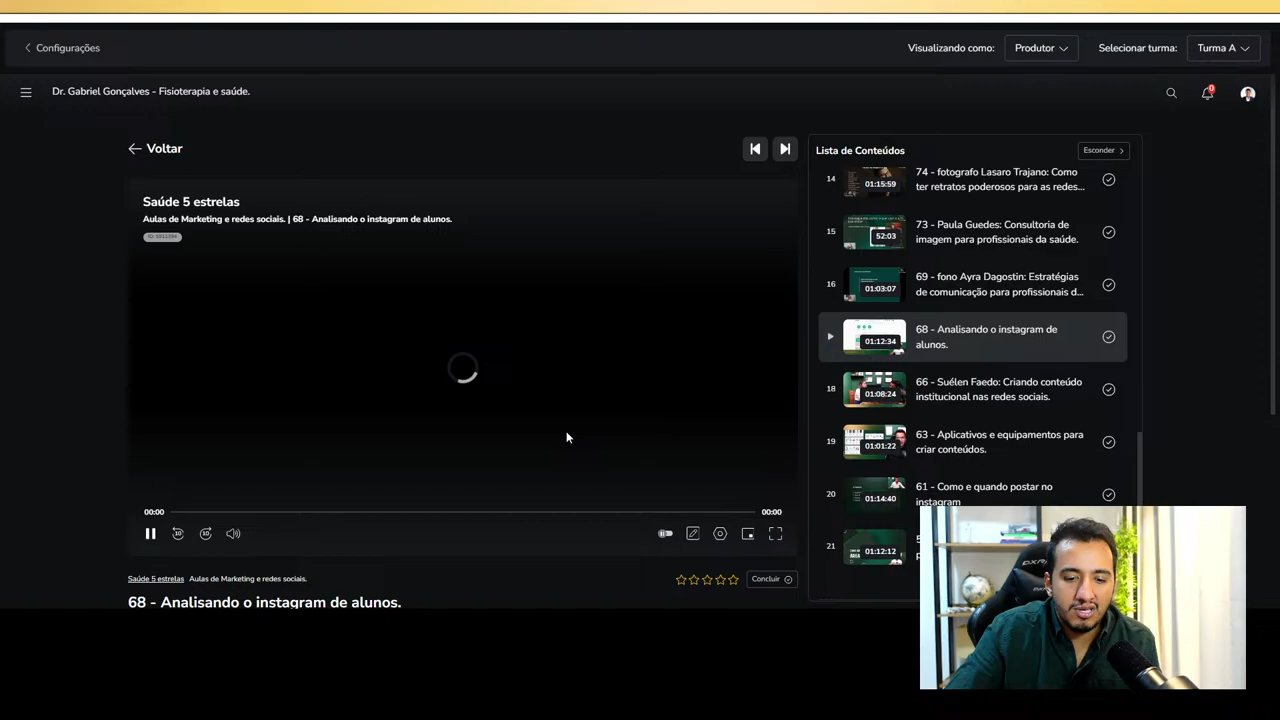 Configurações
Visualizando como:
Produtor
Selecionar turma:
Turma A
Dr. Gabriel Gonçalves - Fisioterapia e saúde.
0
Voltar
Saúde 5 estrelas
Aulas de Marketing e redes sociais. | 68 - Analisando o instagram de alunos.
00:00
00:00
10
10
Saúde 5 estrelas
Aulas de Marketing e redes sociais.
Concluir
68 - Analisando o instagram de alunos.
Lista de Conteúdos
Esconder
14
01:15:59
74 - fotografo Lasaro Trajano: Como
ter retratos poderosos para as redes...
15
52:03
73 - Paula Guedes: Consultoria de
imagem para profissionais da saúde.
16
01:03:07
69 - fono Ayra Dagostin: Estratégias
de comunicação para profissionais d...
01:12:34
68 - Analisando o instagram de
alunos.
18
01:08:24
66 - Suélen Faedo: Criando conteúdo
institucional nas redes sociais.
19
01:01:22
63 - Aplicativos e equipamentos para
criar conteúdos.
20
01:14:40
61 - Como e quando postar no
instagram
21
01:12:12